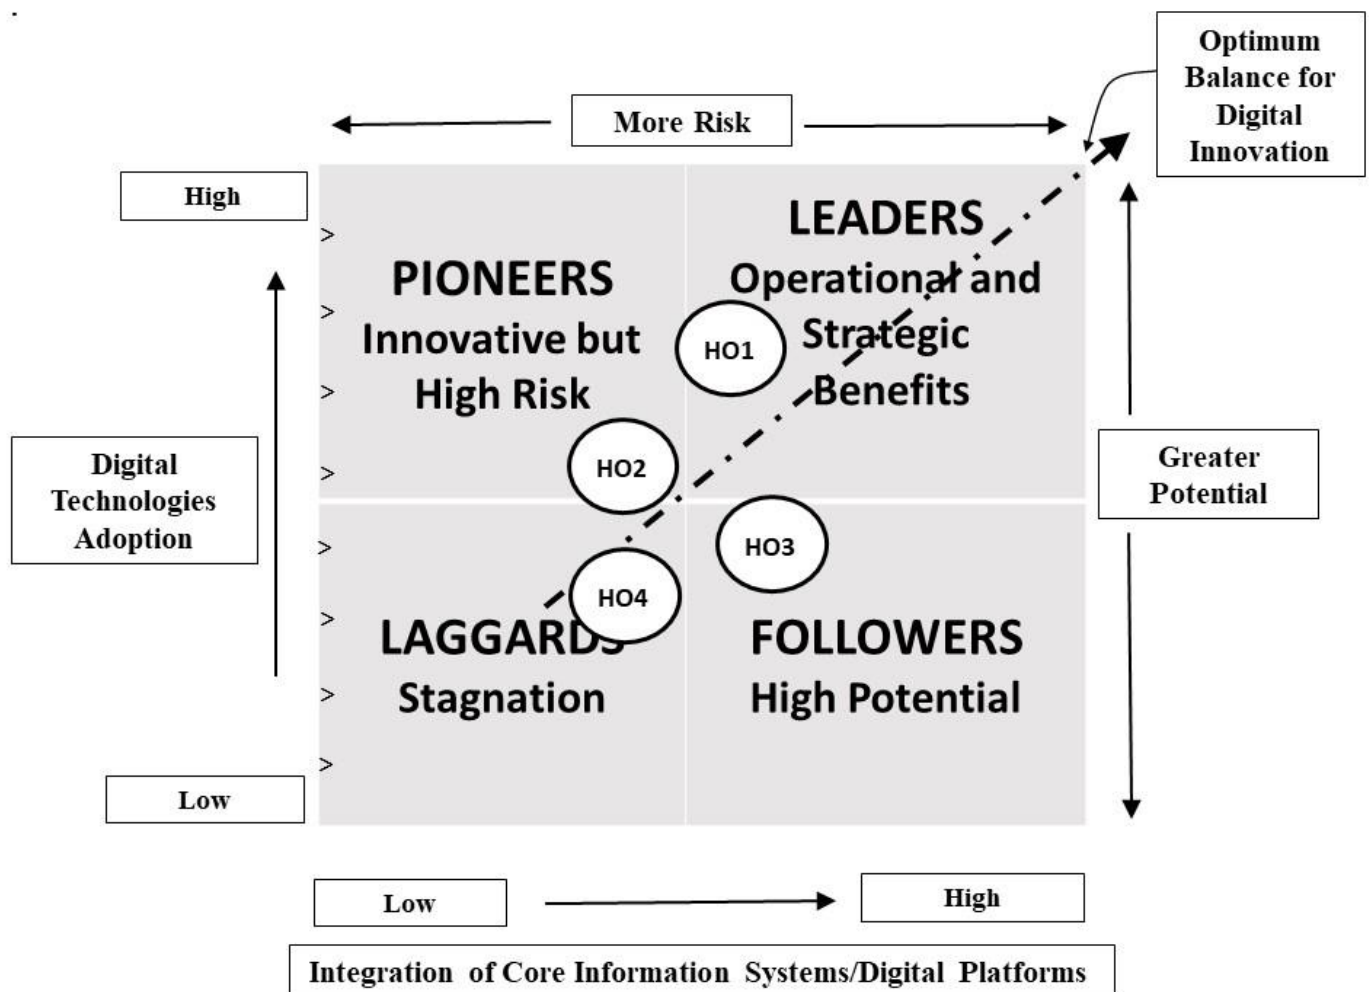 Optimum
Balance for
Digital
Innovation
More Risk
High
>
>
>
>
>
>
>
>
PIONEERS
Innovative but
High Risk
LEADERS
Operational and
Strategic
Benefits
HO1
HO2
HO3
HO4
Digital
Technologies
Adoption
Greater
Potential
LAGGARDS
Stagnation
FOLLOWERS
High Potential
Low
Low
High
Integration of Core Information Systems/Digital Platforms